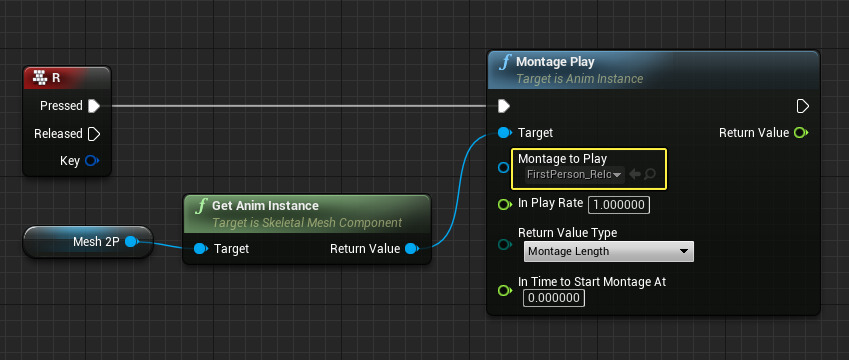 R
Pressed
Released
Key
Mesh 2P
Get Anim Instance
Target is Skeletal Mesh Component
Target
Return Value
Montage Play
Target is Anim Instance
Target
Return Value
Montage to Play
FirstPerson_Relo
In Play Rate 1.000000
Return Value Type
Montage Length
In Time to Start Montage At
0.000000